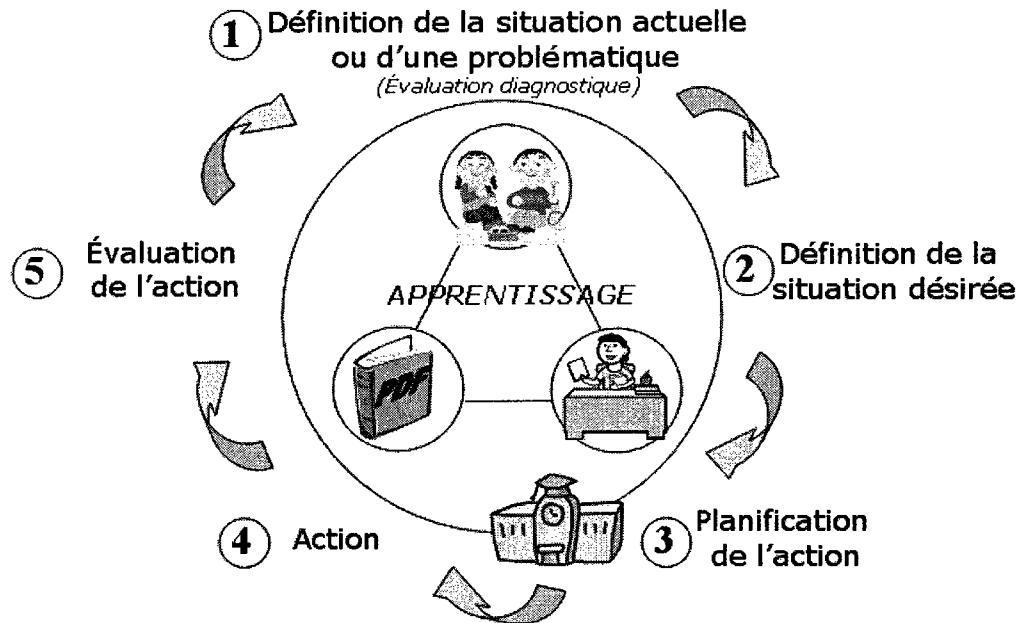 1 Définition de la situation actuelle
ou d'une problématique
(Évaluation diagnostique)
2 Définition de la
situation désirée
3 Planification
de l'action
4 Action
5 Évaluation
de l'action
APPRENTISSAGE
PDF